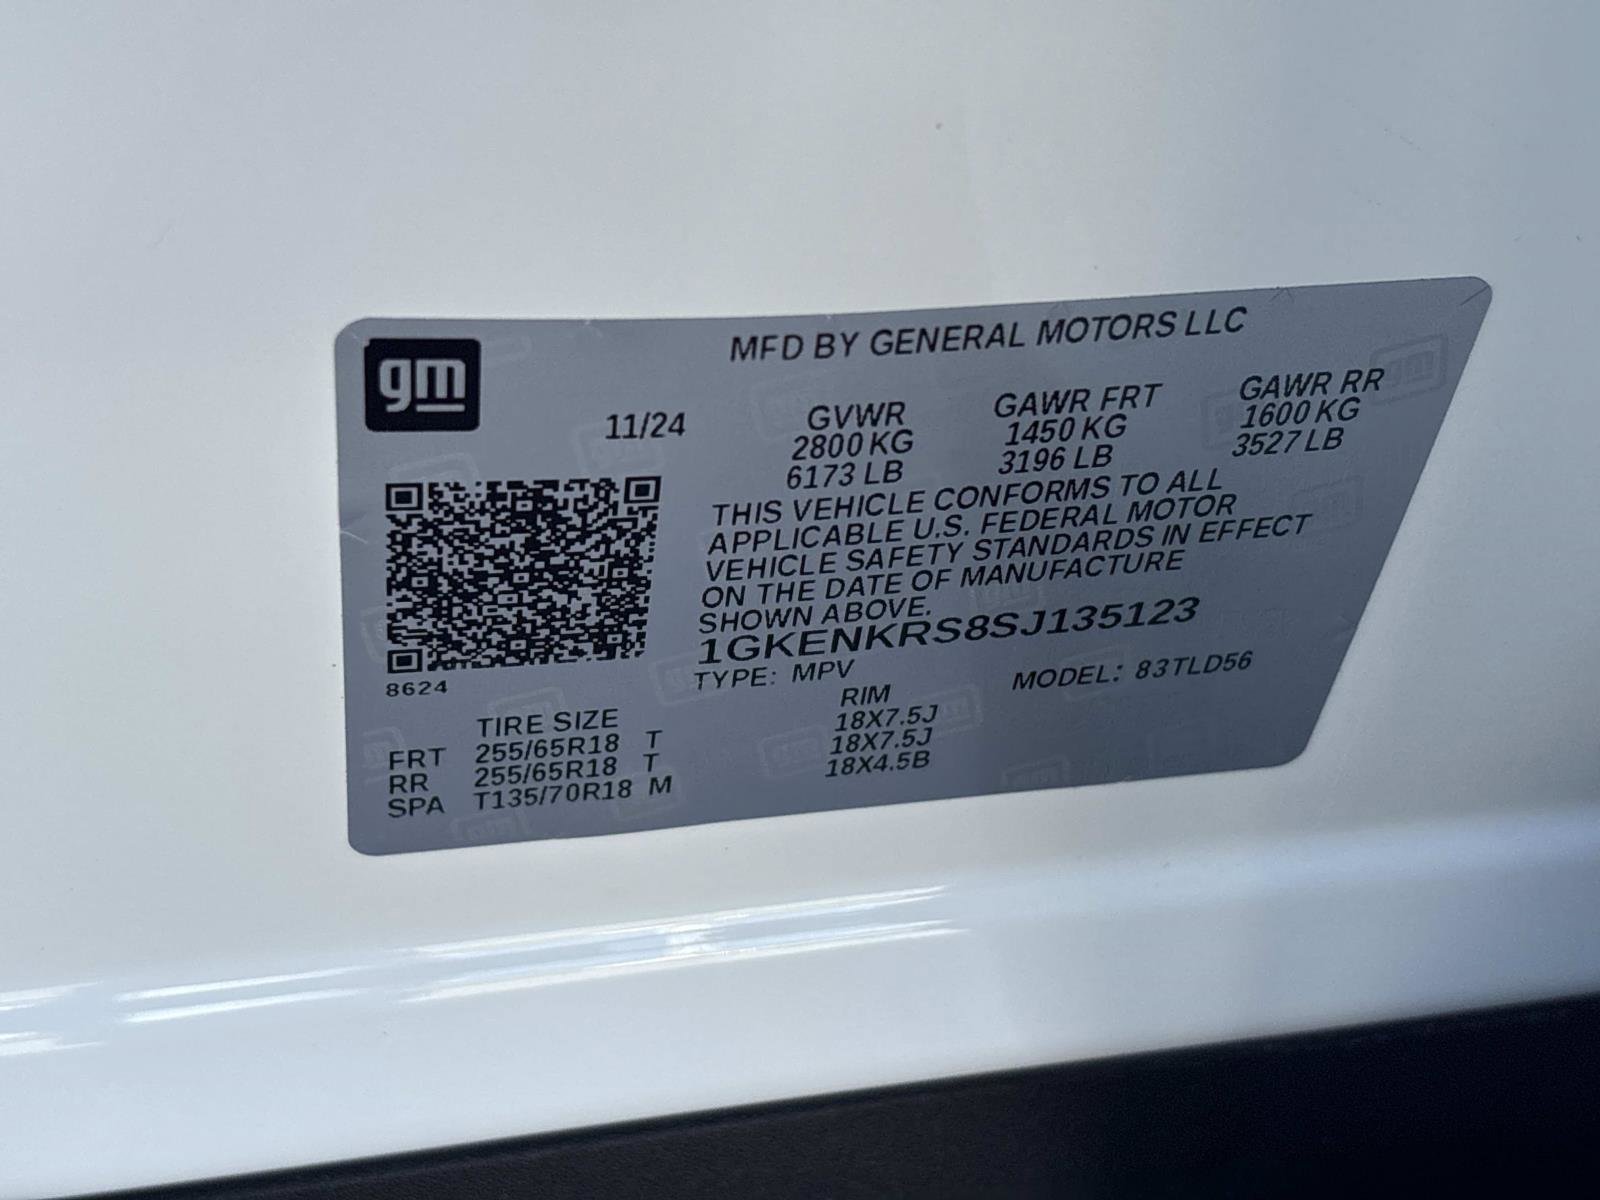 gm
MFD BY GENERAL MOTORS LLC
11/24 GVWR GAWR FRT GAWR RR
2800 KG 1450 KG 1600 KG
6173 LB 3196 LB 3527 LB
THIS VEHICLE CONFORMS TO ALL
APPLICABLE U.S. FEDERAL MOTOR
VEHICLE SAFETY STANDARDS IN EFFECT
ON THE DATE OF MANUFACTURE
SHOWN ABOVE.
1GKENKRS8SJ135123
TYPE: MPV MODEL: 83TLD56
8624
TIRE SIZE RIM
FRT 255/65R18 T 18X7.5J
RR 255/65R18 T 18X7.5J
SPA T135/70R18 M 18X4.5B